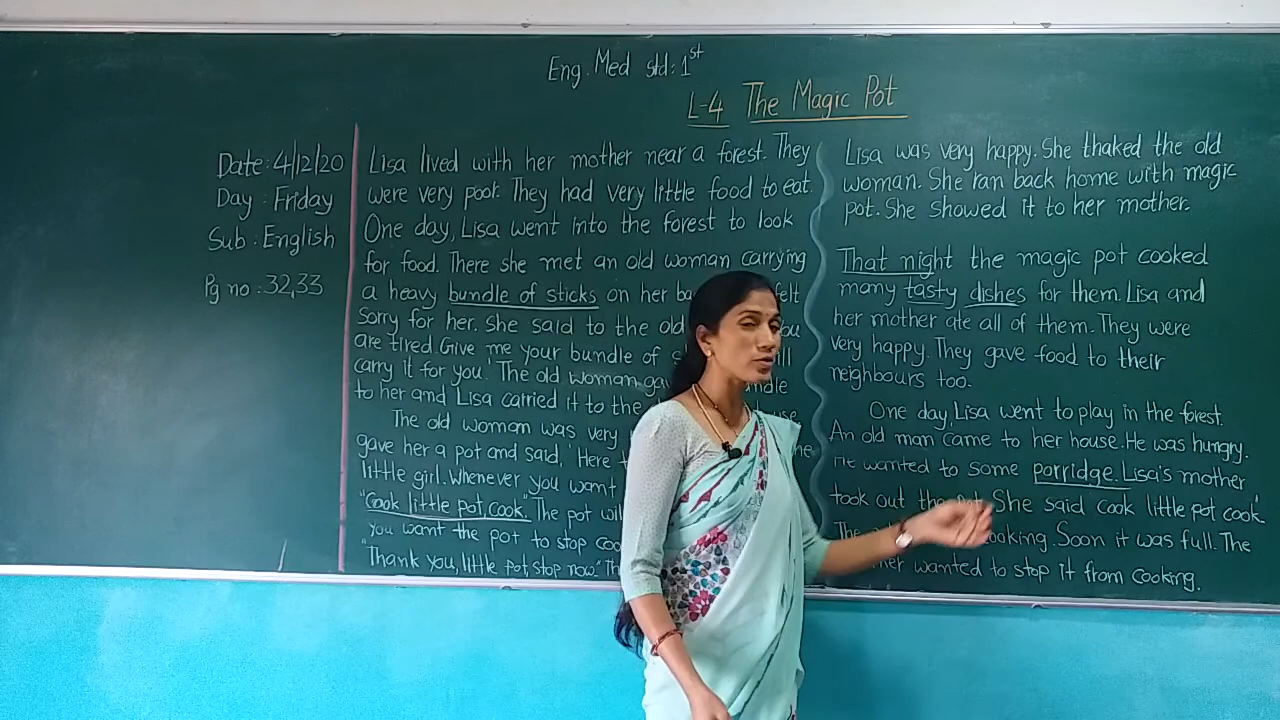 Eng. Med std: 1st
L-4 The Magic Pot
Date: 4/12/20
Day : Friday
Sub : English
Pg no : 32,33
Lisa lived with her mother near a forest. They
were very poor. They had very little food to eat.
One day, Lisa went into the forest to look
for food. There she met an old woman carrying
a heavy bundle of sticks on her felt
sorry for her. She said to the old
are tired. Give me your bundle of
carry it for you." The old woman
to her and Lisa carried it to the
The old woman was very
gave her a pot and said, Here
little girl. Whenever you want
"Cook little pot, cook." The pot
you want the pot to stop
"Thank you, little pot, stop now."
Lisa was very happy. She thaked the old
woman. She ran back home with magic
pot. She showed it to her mother.
That night the magic pot cooked
many tasty dishes for them. Lisa and
her mother ate all of them. They were
very happy. They gave food to their
neighbours too.
One day, Lisa went to play in the forest.
An old man came to her house. He was hungry.
He wanted to some porridge. Lisa's mother
took out the pot. She said cook little pot cook."
The Soon it was full. The
wanted to stop it from cooking.